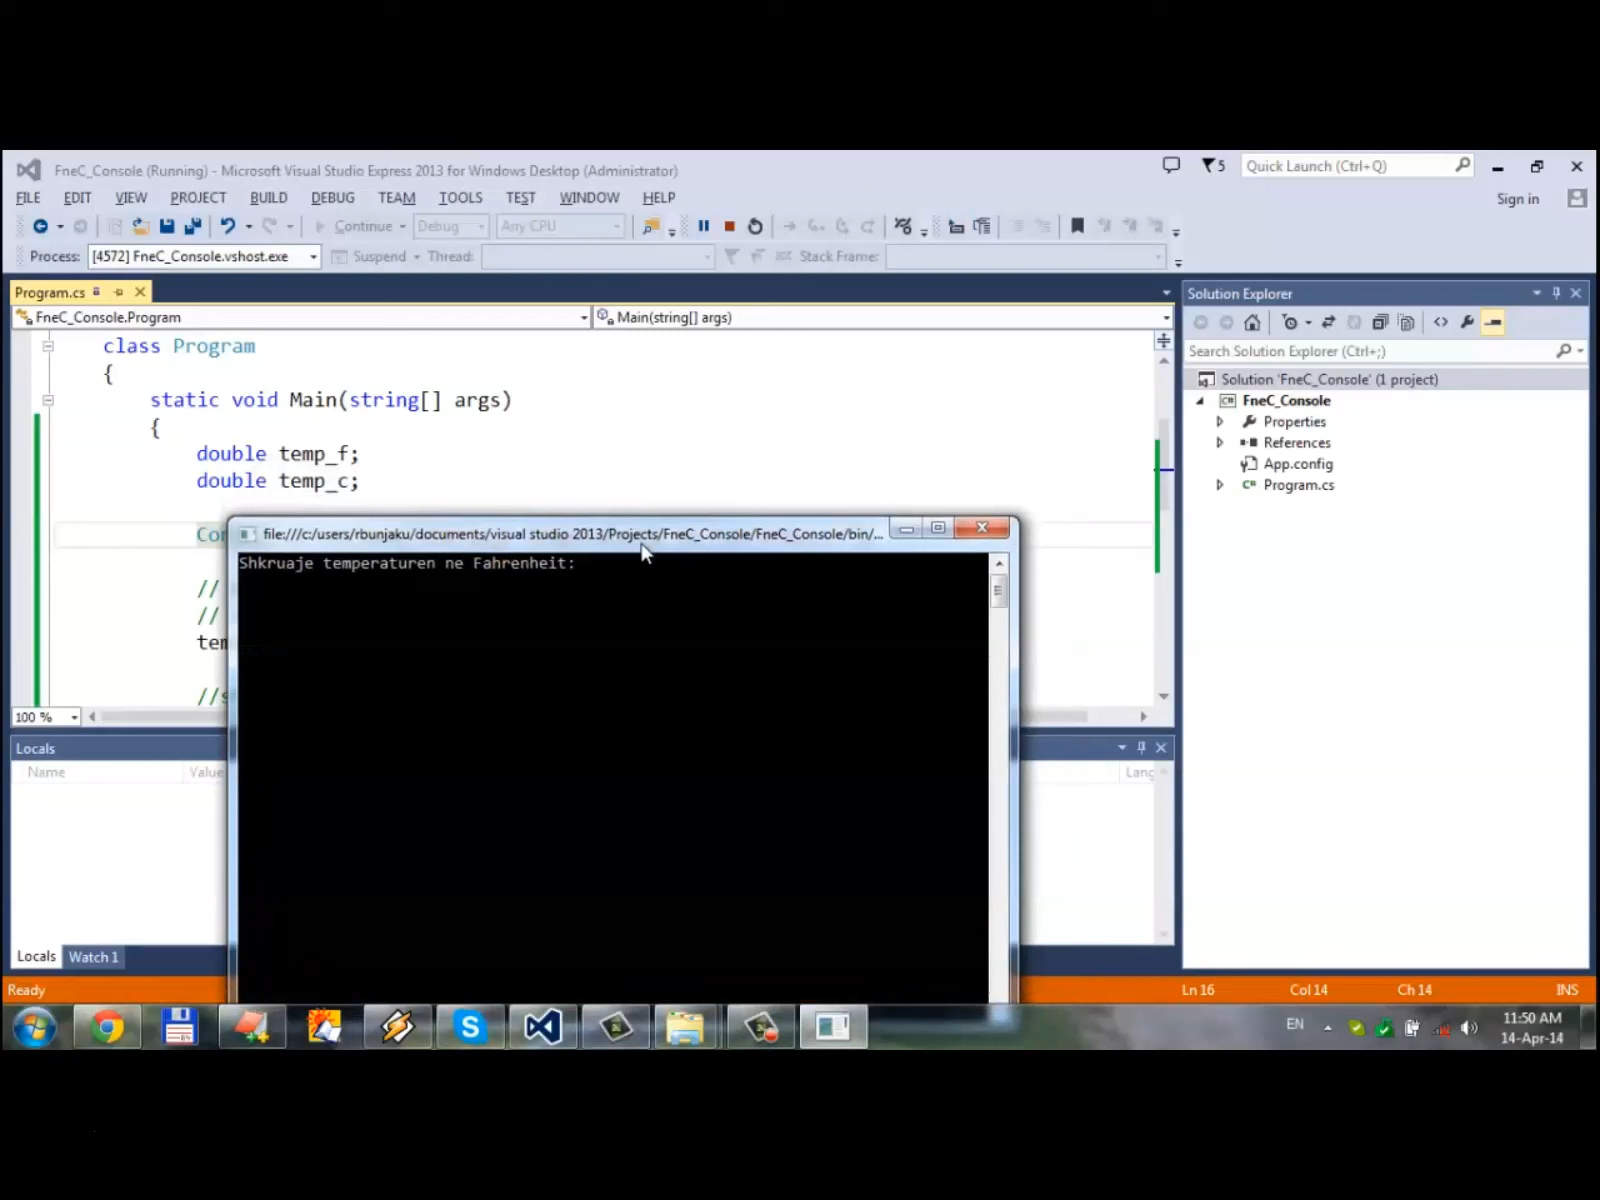 FneC_Console (Running) - Microsoft Visual Studio Express 2013 for Windows Desktop (Administrator)
5
Quick Launch (Ctrl+Q)
FILE EDIT VIEW PROJECT BUILD DEBUG TEAM TOOLS TEST WINDOW HELP
Sign in
Continue Debug Any CPU
Process: [4572] FneC_Console.vshost.exe Suspend Thread: Stack Frame:
Program.cs
FneC_Console.Program
Main(string[] args)
class Program
{
static void Main(string[] args)
{
double temp_f;
double temp_c;
//
//
//
100 %
file:///c:/users/rbunjaku/documents/visual studio 2013/Projects/FneC_Console/FneC_Console/bin/...
Shkruaje temperaturen ne Fahrenheit:
Locals
Name Value
Locals Watch 1
Solution Explorer
Search Solution Explorer (Ctrl+;)
Solution 'FneC_Console' (1 project)
FneC_Console
Properties
References
App.config
Program.cs
Ready
Ln 16 Col 14 Ch 14 INS
EN
11:50 AM
14-Apr-14